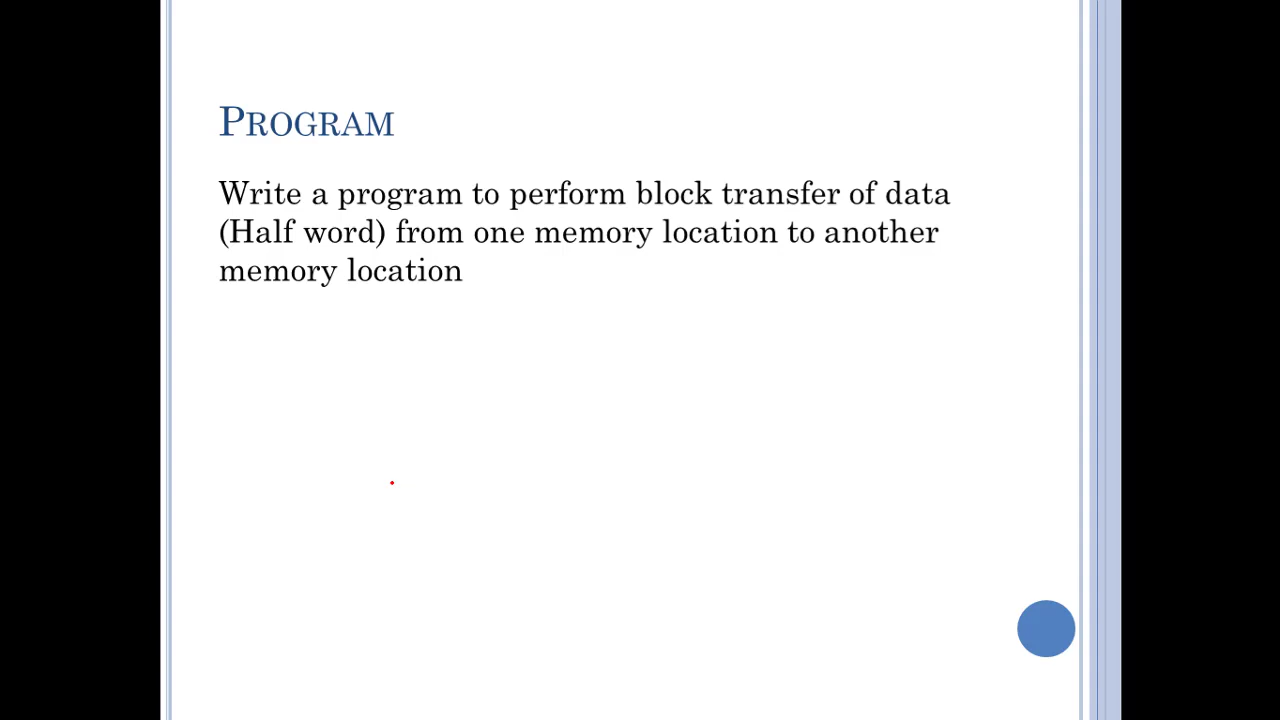 Program
Write a program to perform block transfer of data
(Half word) from one memory location to another
memory location